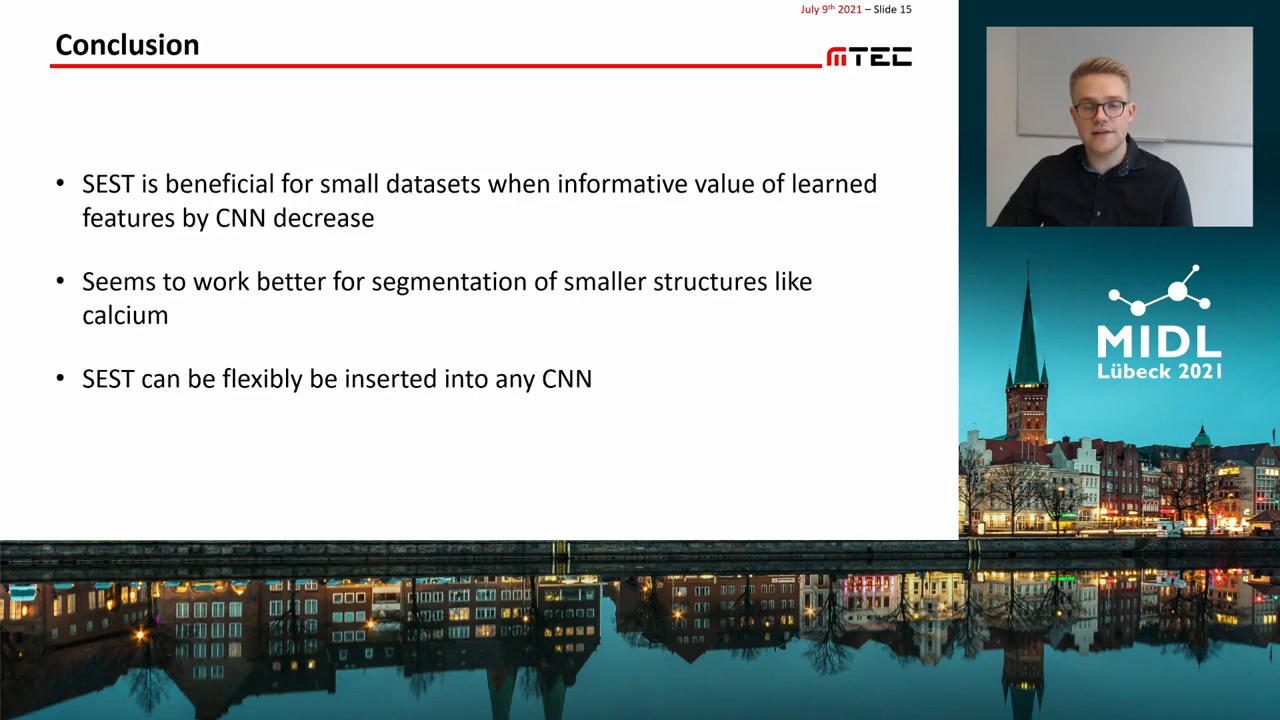 July 9th 2021 – Slide 15
Conclusion
MTEC
• SEST is beneficial for small datasets when informative value of learned
features by CNN decrease
• Seems to work better for segmentation of smaller structures like
calcium
• SEST can be flexibly be inserted into any CNN
MIDL
Lübeck 2021